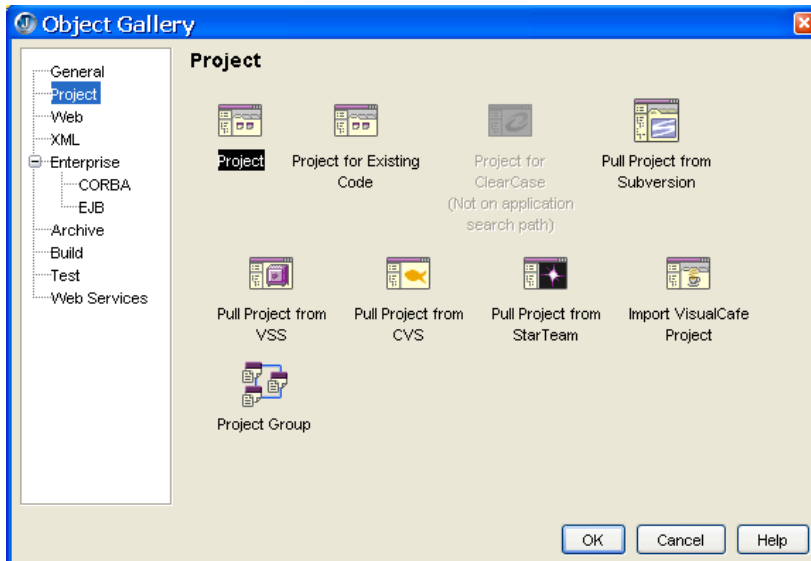 Object Gallery
General
Project
Web
XML
Enterprise
CORBA
EJB
Archive
Build
Test
Web Services
Project
Project
Project for Existing
Code
Project for
ClearCase
(Not on application
search path)
Pull Project from
Subversion
Pull Project from
VSS
Pull Project from
CVS
Pull Project from
StarTeam
Import VisualCafe
Project
Project Group
OK
Cancel
Help